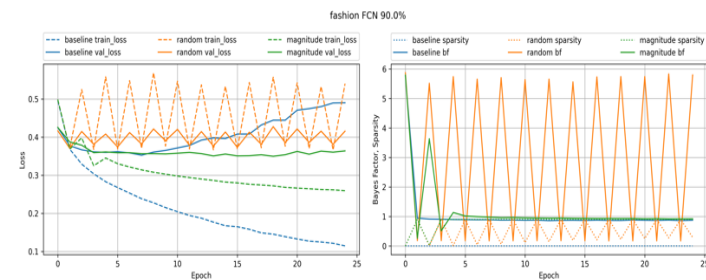 fashion FCN 90.0%
baseline train_loss
baseline val_loss
random train_loss
random val_loss
magnitude train_loss
magnitude val_loss
Loss
0.5
0.4
0.3
0.2
0.1
0 5 10 15 20 25
Epoch
baseline sparsity
baseline bf
random sparsity
random bf
magnitude sparsity
magnitude bf
Bayes Factor, Sparsity
6
5
4
3
2
1
0
0 5 10 15 20 25
Epoch